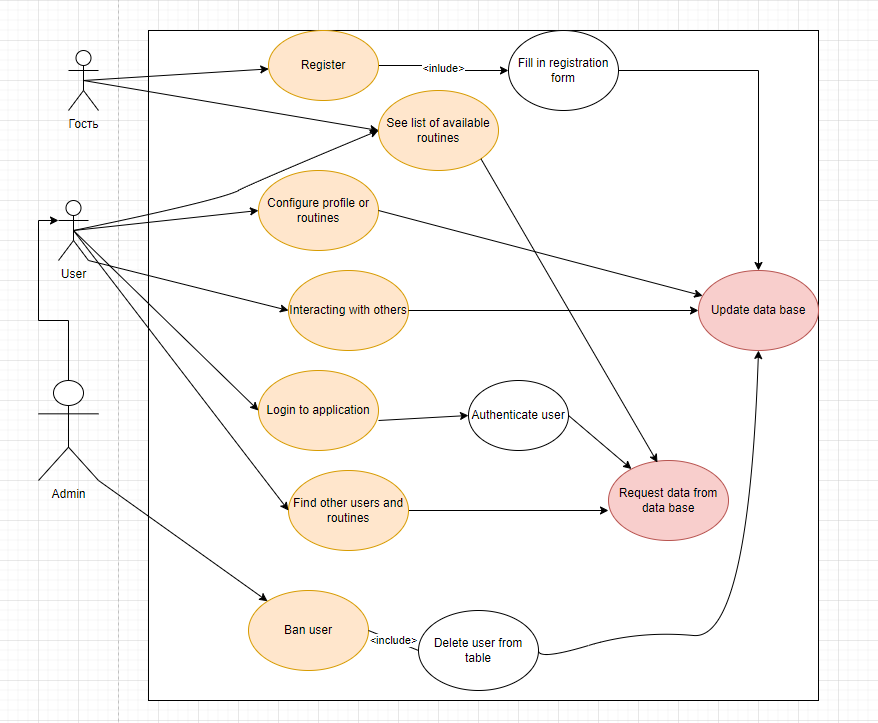 Register
<inlude>
Fill in registration
form
Гость
See list of available
routines
Configure profile or
routines
User
Interacting with others
Update data base
Login to application
Authenticate user
Admin
Find other users and
routines
Request data from
data base
Ban user
<include>
Delete user from
table